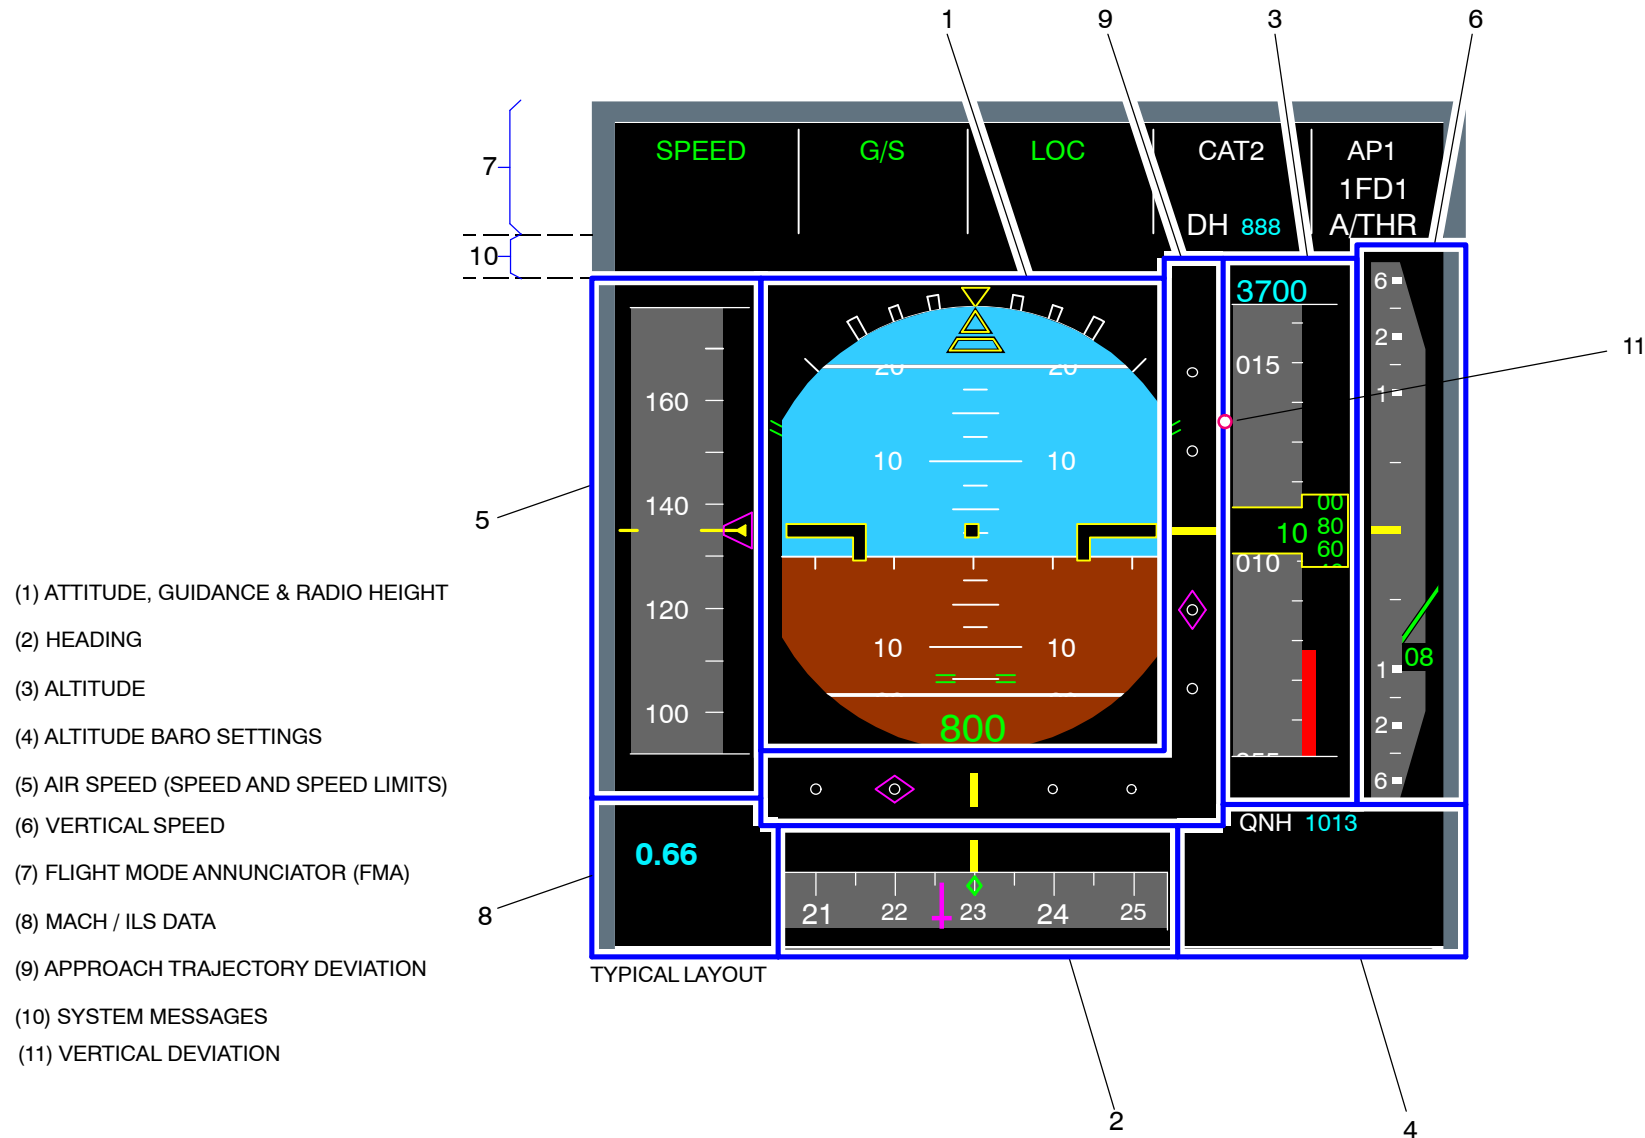 1
9
3
6
7
SPEED
G/S
LOC
CAT2
AP1
1FD1
DH 888
A/THR
10
3700
6
2
1
015
11
20 20
160
10 10
140
5
00
10 80
60
010
120
10 10
1
08
100
800
2
6
QNH 1013
0.66
8
21 22 23 24 25
TYPICAL LAYOUT
2
4
(1) ATTITUDE, GUIDANCE & RADIO HEIGHT
(2) HEADING
(3) ALTITUDE
(4) ALTITUDE BARO SETTINGS
(5) AIR SPEED (SPEED AND SPEED LIMITS)
(6) VERTICAL SPEED
(7) FLIGHT MODE ANNUNCIATOR (FMA)
(8) MACH / ILS DATA
(9) APPROACH TRAJECTORY DEVIATION
(10) SYSTEM MESSAGES
(11) VERTICAL DEVIATION